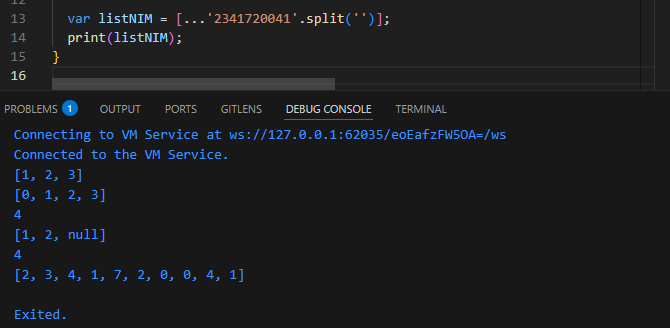 12
13 var listNIM = [...'2341720041'.split('')];
14 print(listNIM);
15 }
16
PROBLEMS 1 OUTPUT PORTS GITLENS DEBUG CONSOLE TERMINAL
Connecting to VM Service at ws://127.0.0.1:62035/eoEafzFW5OA=/ws
Connected to the VM Service.
[1, 2, 3]
[0, 1, 2, 3]
4
[1, 2, null]
4
[2, 3, 4, 1, 7, 2, 0, 0, 4, 1]
Exited.